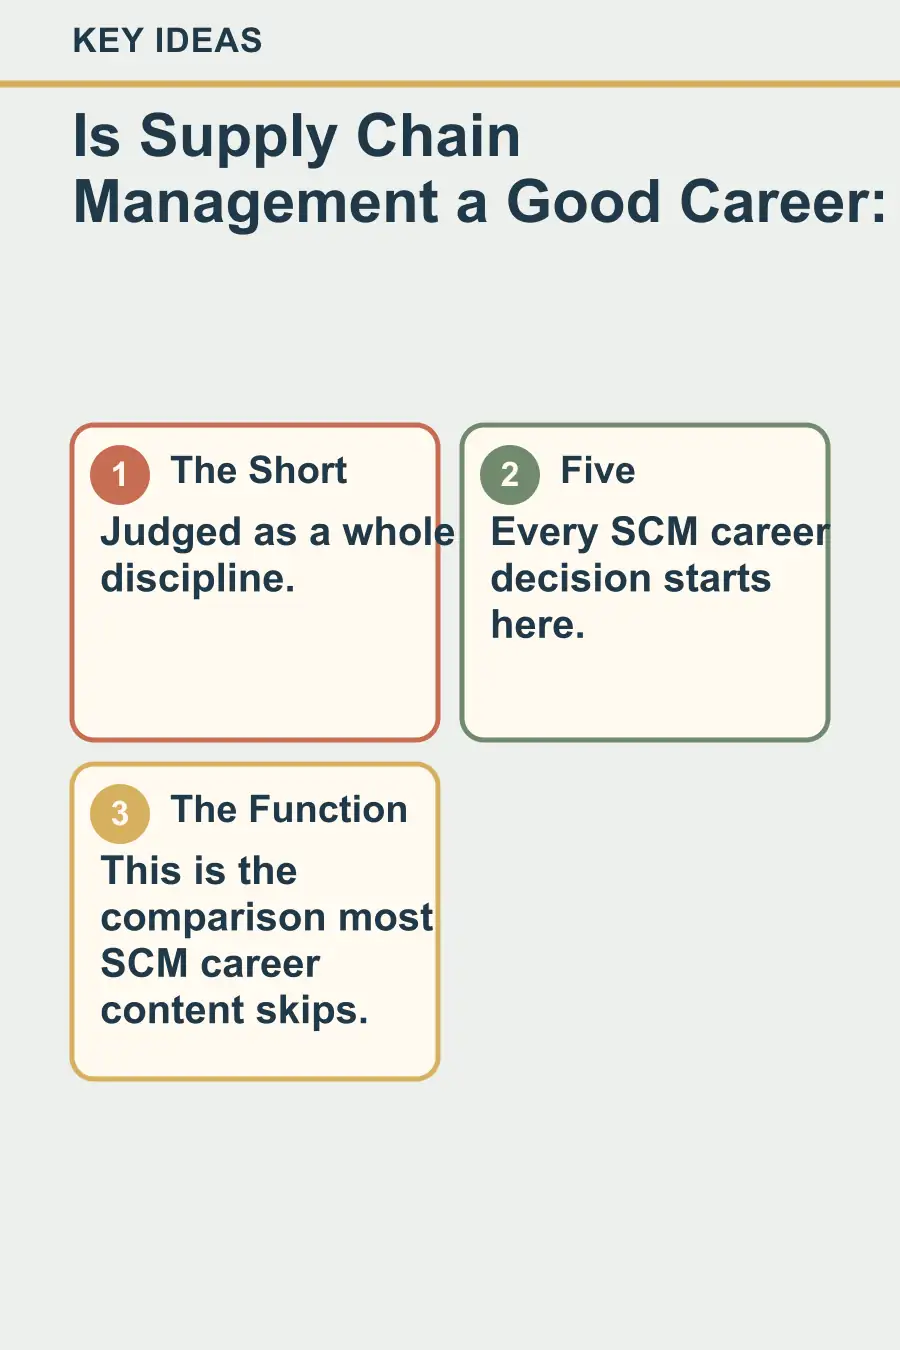 KEY IDEAS
Is Supply Chain
Management a Good Career:
1 The Short
Judged as a whole
discipline.
2 Five
Every SCM career
decision starts
here.
3 The Function
This is the
comparison most
SCM career
content skips.